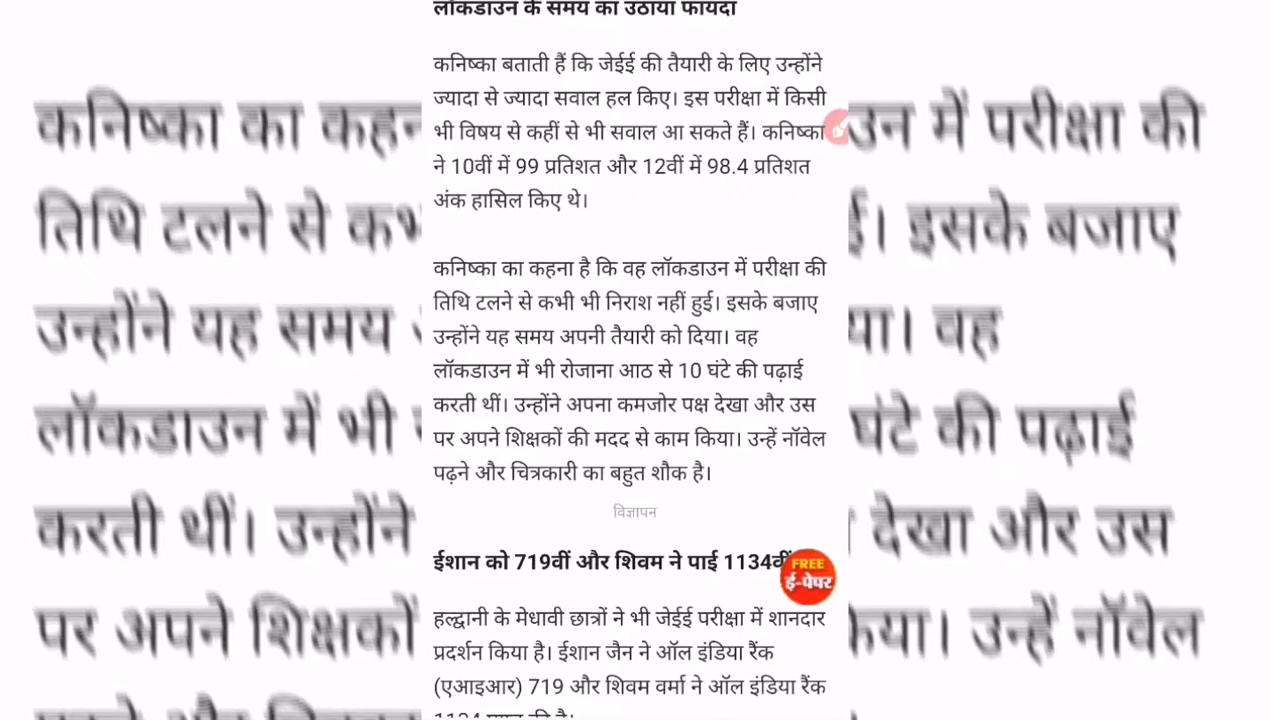 लॉकडाउन के समय का उठाया फायदा
कनिष्का बताती हैं कि जेईई की तैयारी के लिए उन्होंने
ज्यादा से ज्यादा सवाल हल किए। इस परीक्षा में किसी
भी विषय से कहीं से भी सवाल आ सकते हैं। कनिष्का
ने 10वीं में 99 प्रतिशत और 12वीं में 98.4 प्रतिशत
अंक हासिल किए थे।
कनिष्का का कहना है कि वह लॉकडाउन में परीक्षा की
तिथि टलने से कभी भी निराश नहीं हुई। इसके बजाए
उन्होंने यह समय अपनी तैयारी को दिया। वह
लॉकडाउन में भी रोजाना आठ से 10 घंटे की पढ़ाई
करती थीं। उन्होंने अपना कमजोर पक्ष देखा और उस
पर अपने शिक्षकों की मदद से काम किया। उन्हें नॉवेल
पढ़ने और चित्रकारी का बहुत शौक है।
विज्ञापन
ईशान को 719वीं और शिवम ने पाई 1134वीं
FREE
ई-पेपर
हल्द्वानी के मेधावी छात्रों ने भी जेईई परीक्षा में शानदार
प्रदर्शन किया है। ईशान जैन ने ऑल इंडिया रैंक
(एआइआर) 719 और शिवम वर्मा ने ऑल इंडिया रैंक